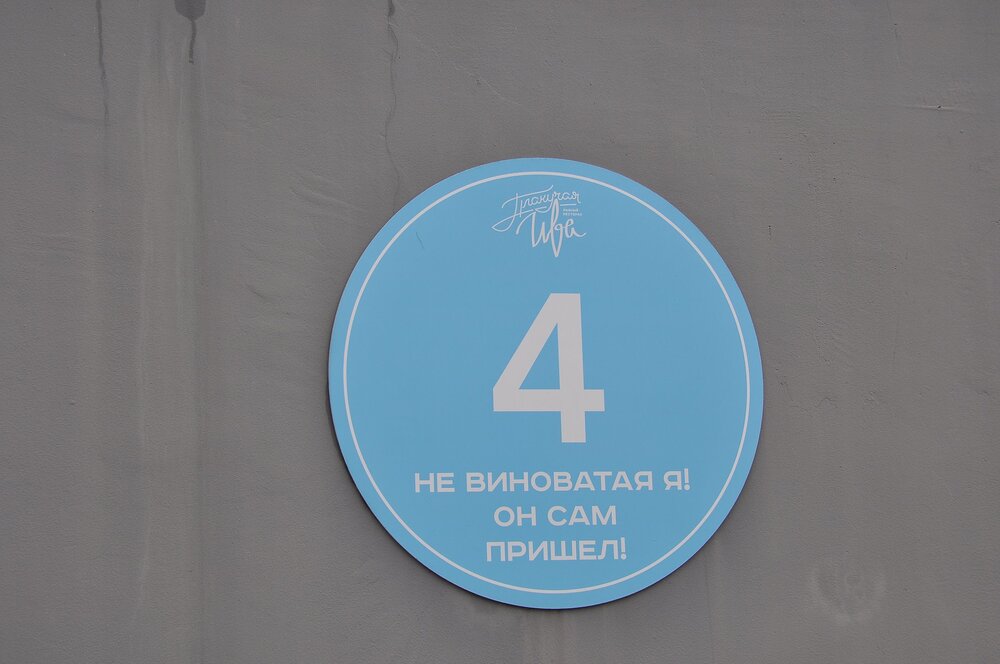 Плакучая
Ива
4
НЕ ВИНОВАТАЯ Я!
ОН САМ
ПРИШЕЛ!